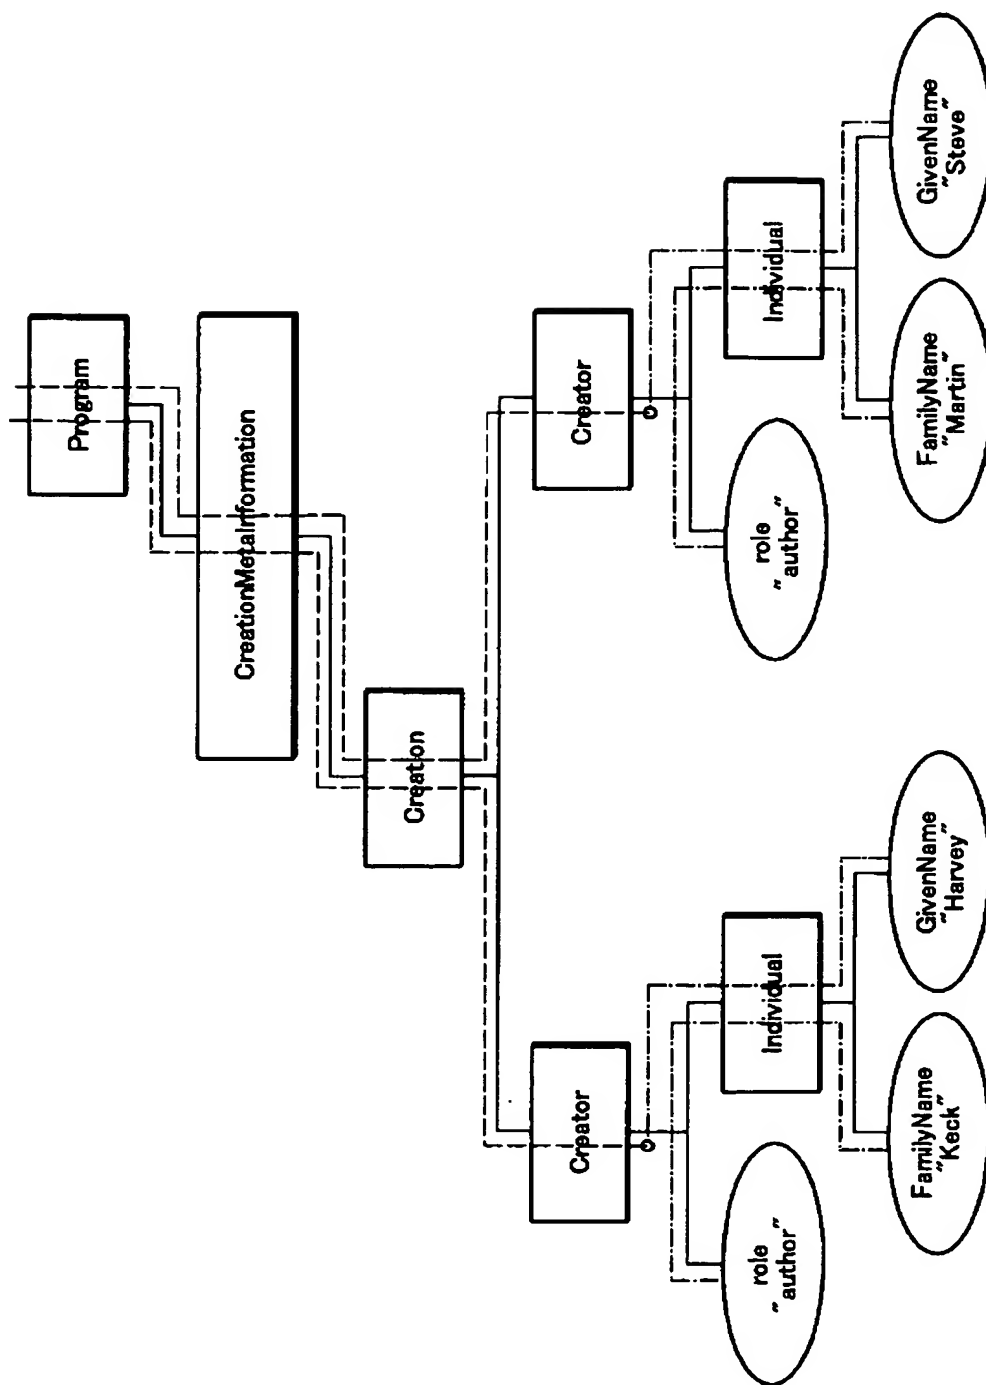 Program
CreationMetaInformation
Creation
Creator
Creator
role
"author"
Individual
role
"author"
Individual
FamilyName
"Keck"
GivenName
"Harvey"
FamilyName
"Martin"
GivenName
"Steve"